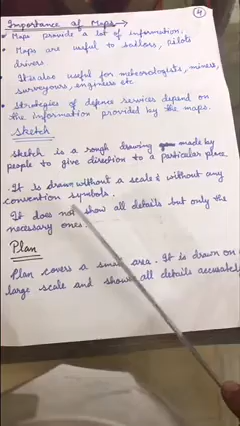 4
Importance of Maps
• Maps provide a lot of information.
• Maps are useful to sailors, pilots
drivers
It is also useful for meteorologists, miners,
surveyours, engineers etc
• Strategies of defence services depend on
the information provided by the maps.
Sketch
Sketch is a rough drawing made by
people to give direction to a particular place
It is drawn without a scale & without any
convention symbols.
It does not show all details but only the
necessary ones.
Plan
Plan covers a small area. It is drawn on
large scale and shows all details accurately